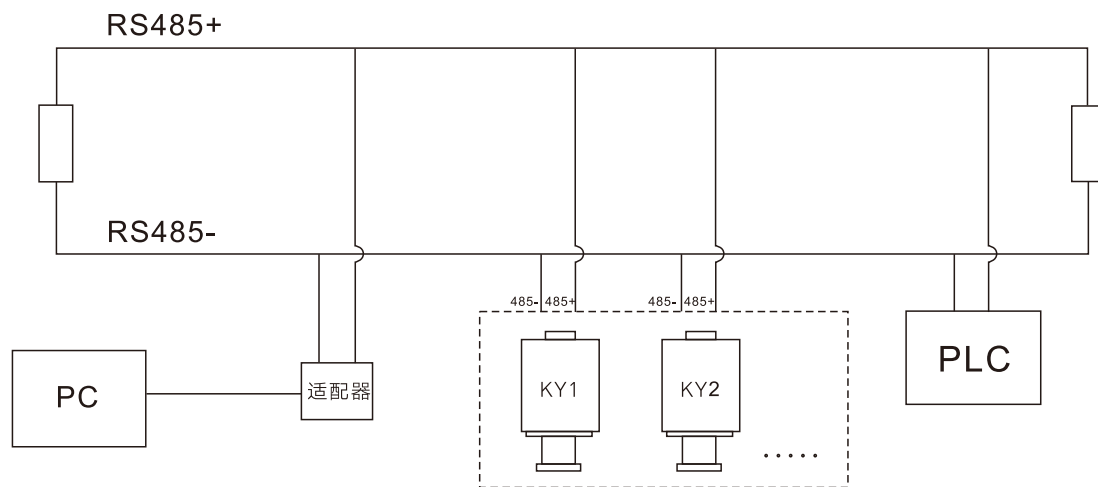 RS485+
RS485-
485- 485+
485- 485+
PC
适配器
KY1
KY2
.....
PLC